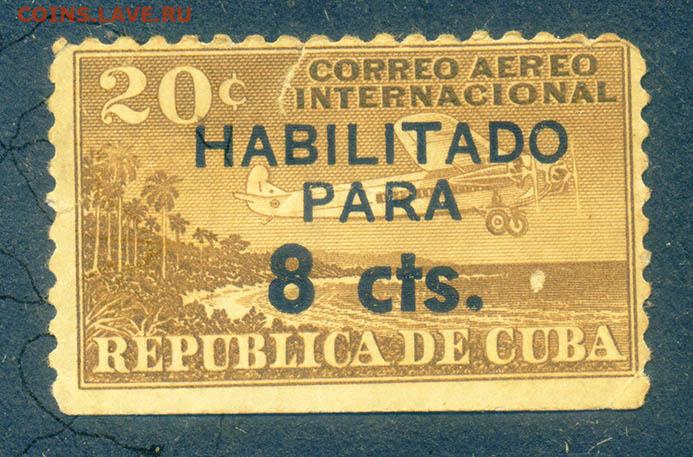 COINS.LAVE.RU
20¢ CORREO AEREO
INTERNACIONAL
HABILITADO
PARA
8 cts.
REPUBLICA DE CUBA